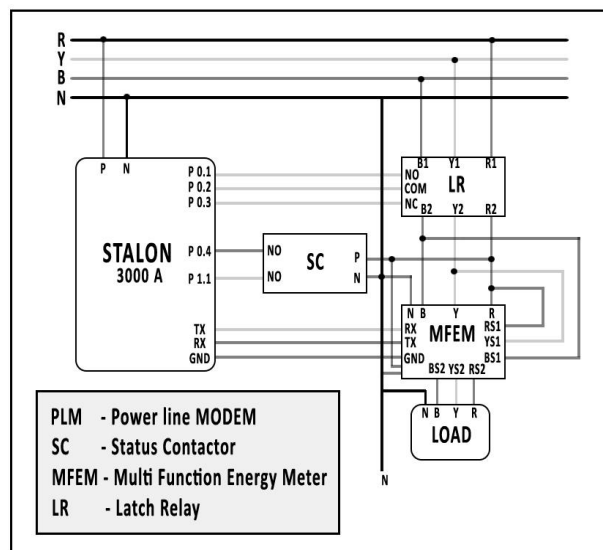 R
Y
B
N
P N
P 0.1
P 0.2
P 0.3
STALON
3000 A
P 0.4
P 1.1
TX
RX
GND
B1 Y1 R1
NO
COM
NC
LR
B2 Y2 R2
NO
NO
SC
P
N
N B Y R
RX
TX
GND
MFEM
RS1
YS1
BS1
BS2 YS2 RS2
N B Y R
LOAD
N
PLM - Power line MODEM
SC - Status Contactor
MFEM - Multi Function Energy Meter
LR - Latch Relay